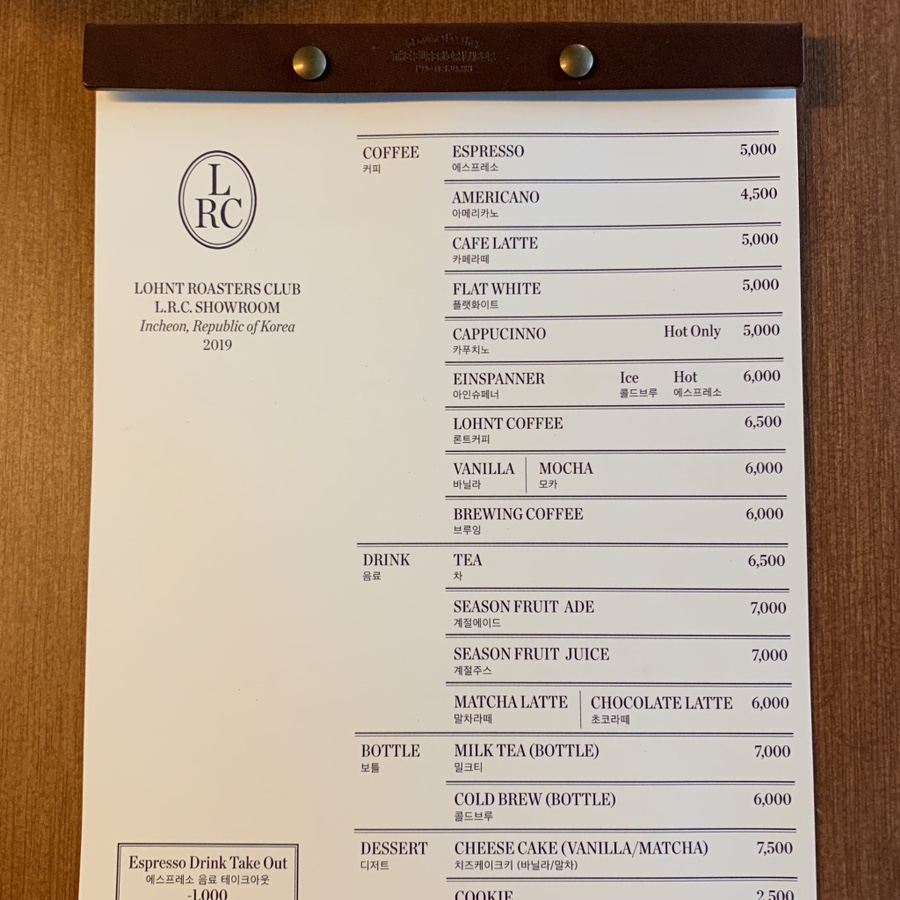 L
RC
LOHNT ROASTERS CLUB
L.R.C. SHOWROOM
Incheon, Republic of Korea
2019
COFFEE
커피
ESPRESSO 5,000
에스프레소
AMERICANO 4,500
아메리카노
CAFE LATTE 5,000
카페라떼
FLAT WHITE 5,000
플랫화이트
CAPPUCINNO Hot Only 5,000
카푸치노
EINSPANNER Ice Hot 6,000
아인슈페너 콜드브루 에스프레소
LOHNT COFFEE 6,500
론트커피
VANILLA MOCHA 6,000
바닐라 모카
BREWING COFFEE 6,000
브루잉
DRINK
음료
TEA 6,500
차
SEASON FRUIT ADE 7,000
계절에이드
SEASON FRUIT JUICE 7,000
계절주스
MATCHA LATTE CHOCOLATE LATTE 6,000
말차라떼 초코라떼
BOTTLE
보틀
MILK TEA (BOTTLE) 7,000
밀크티
COLD BREW (BOTTLE) 6,000
콜드브루
DESSERT
디저트
CHEESE CAKE (VANILLA/MATCHA) 7,500
치즈케이크키 (바닐라/말차)
COOKIE 2,500
Espresso Drink Take Out
에스프레소 음료 테이크아웃
-1,000